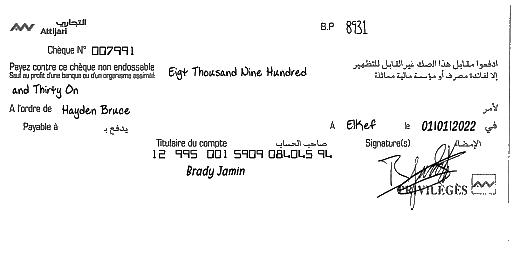 التجاري
Attijari
B.P 8931
Chèque N° 007991
Payez contre ce chèque non endossable
Sauf au profit d'une banque ou d'un organisme assimilé
Eigt Thousand Nine Hundred
ادفعوا مقابل هذا الصك غير القابل للتظهير
إلا لفائدة مصرف أو مؤسسة مالية مماثلة
and Thirty On
A l'ordre de Hayden Bruce
لأمر
Payable à يدفع بـ
A ElKef le 01/01/2022 في
Titulaire du compte صاحب الحساب
Signature(s) الإمضاء
12 995 001 5909 084045 94
Brady Jamin
PRIVILÈGES